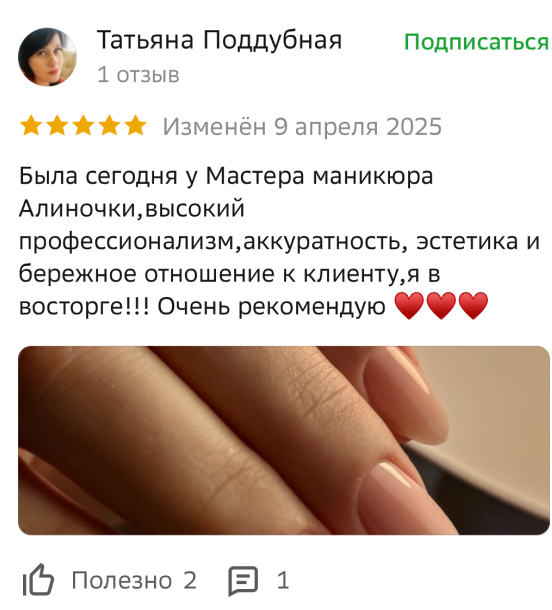 Татьяна Поддубная
Подписаться
1 отзыв
Изменён 9 апреля 2025
Была сегодня у Мастера маникюра
Алиночки,высокий
профессионализм,аккуратность, эстетика и
бережное отношение к клиенту,я в
восторге!!! Очень рекомендую ❤️❤️❤️
Полезно 2
1